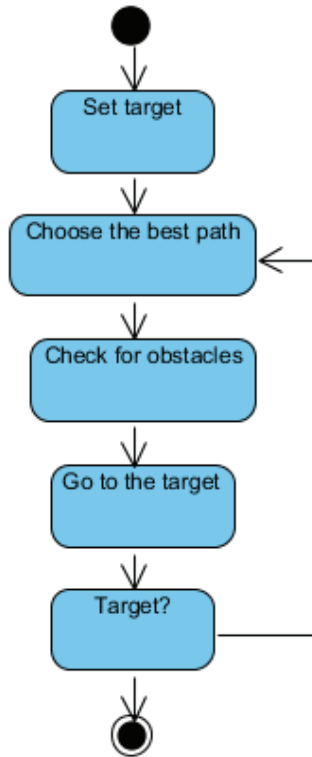 Set target
Choose the best path
Check for obstacles
Go to the target
Target?